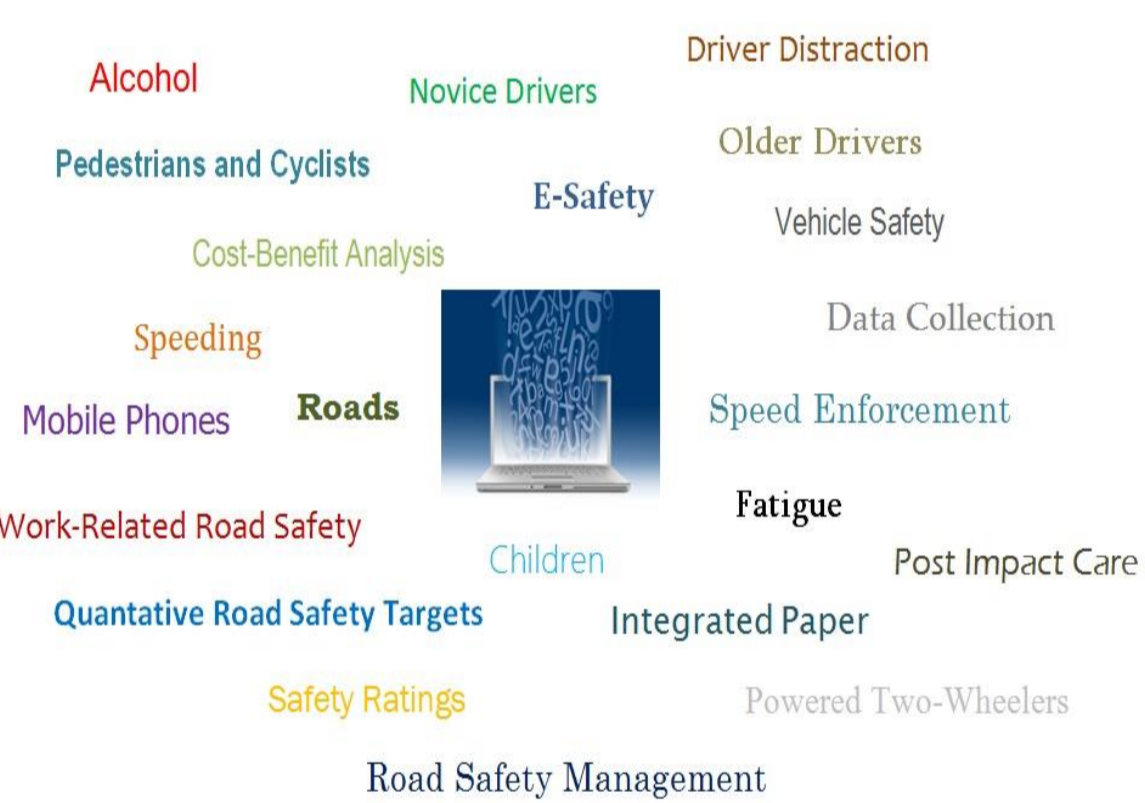 Driver Distraction
Alcohol
Novice Drivers
Older Drivers
Pedestrians and Cyclists
E-Safety
Vehicle Safety
Cost-Benefit Analysis
Data Collection
Speeding
Mobile Phones
Roads
Speed Enforcement
Fatigue
Work-Related Road Safety
Children
Post Impact Care
Quantative Road Safety Targets
Integrated Paper
Safety Ratings
Powered Two-Wheelers
Road Safety Management